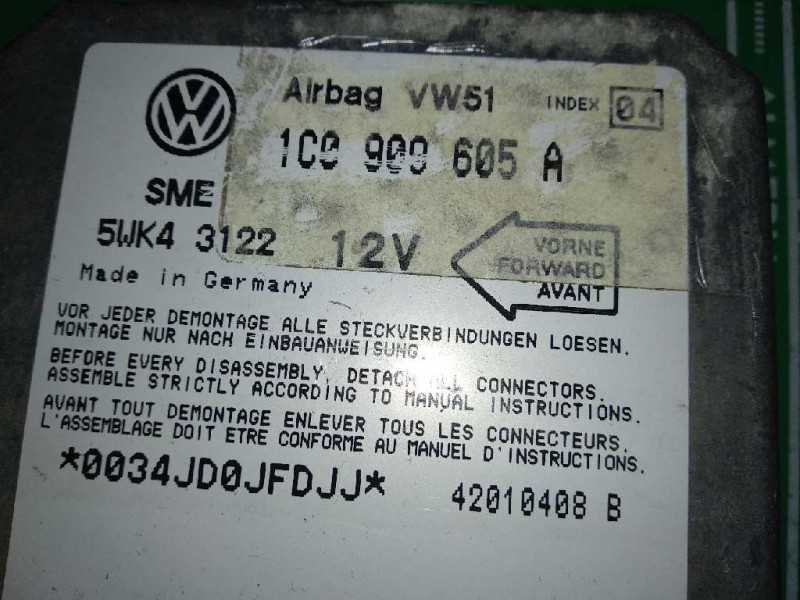 Airbag VW51 INDEX 04
1C0 909 605 A
SME
5WK4 3122 12V
VORNE
FORWARD
AVANT
Made in Germany
VOR JEDER DEMONTAGE ALLE STECKVERBINDUNGEN LOESEN.
MONTAGE NUR NACH EINBAUANWEISUNG.
BEFORE EVERY DISASSEMBLY, DETACH ALL CONNECTORS.
ASSEMBLE STRICTLY ACCORDING TO MANUAL INSTRUCTIONS.
AVANT TOUT DEMONTAGE ENLEVER TOUS LES CONNECTEURS.
L'ASSEMBLAGE DOIT ETRE CONFORME AU MANUEL D'INSTRUCTIONS.
*0034JD0JFDJJ*
42010408 B